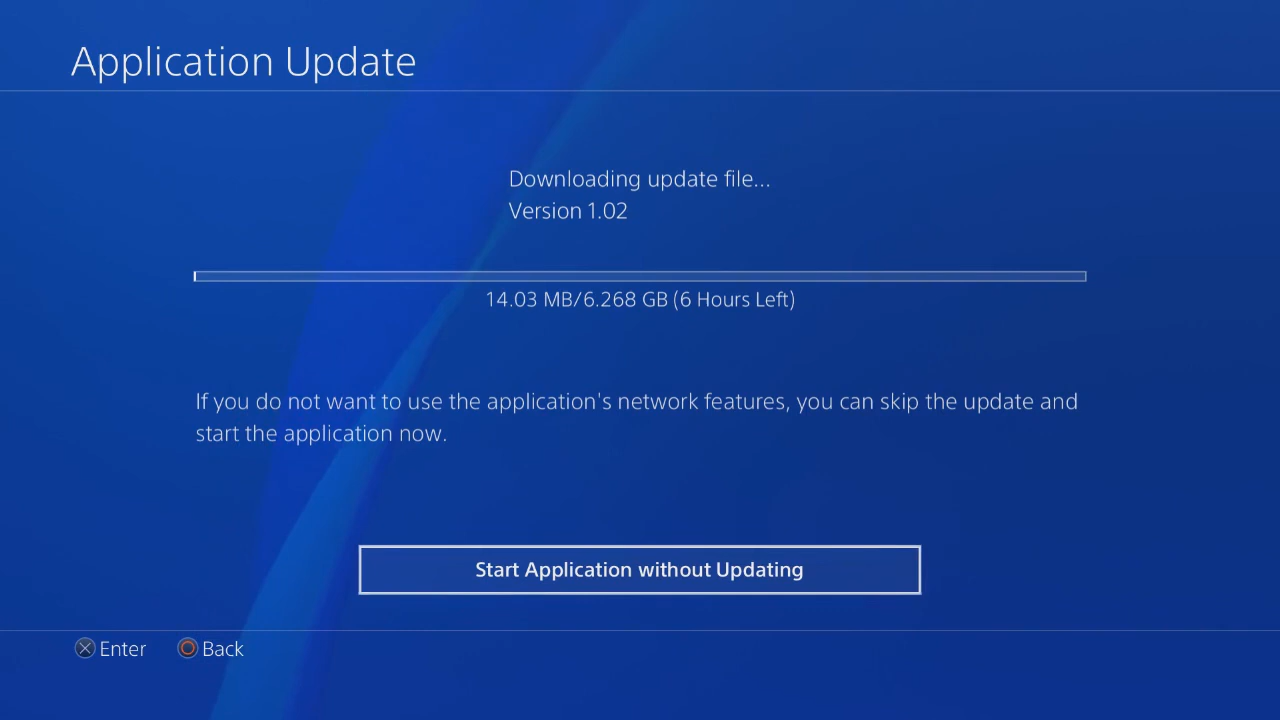 Application Update
Downloading update file...
Version 1.02
14.03 MB/6.268 GB (6 Hours Left)
If you do not want to use the application's network features, you can skip the update and
start the application now.
Start Application without Updating
Enter Back